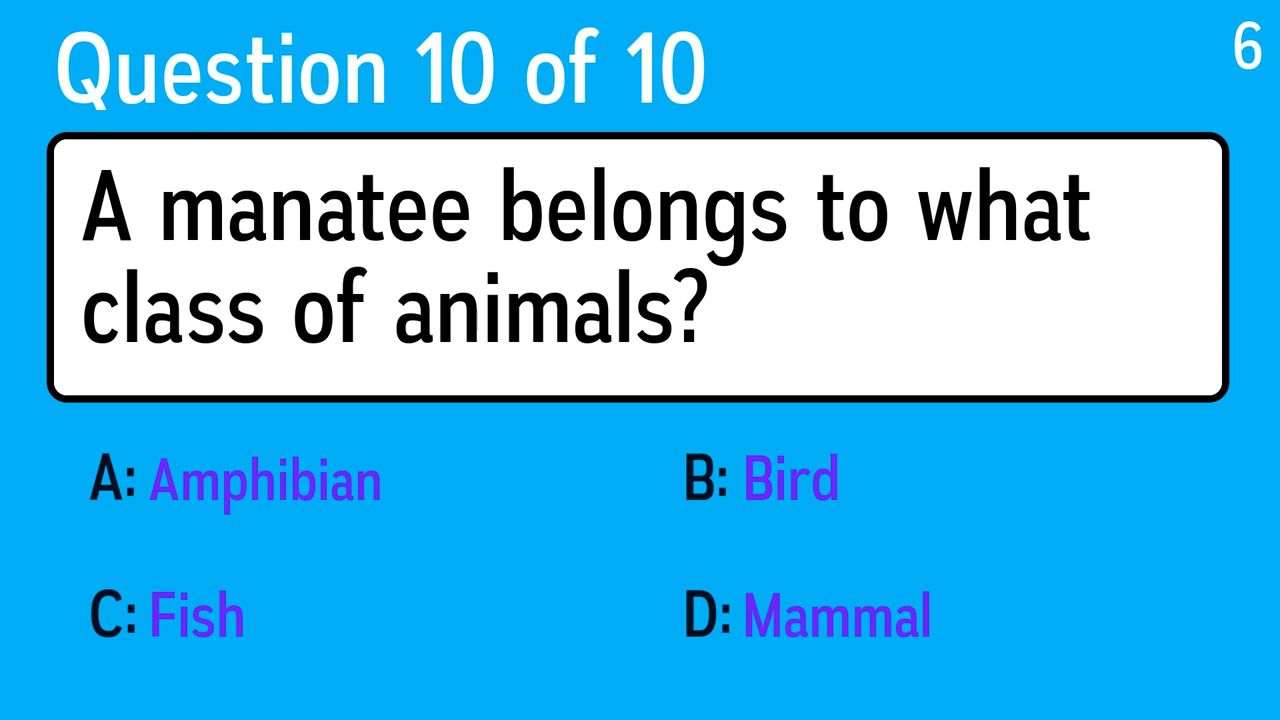 Question 10 of 10
6
A manatee belongs to what
class of animals?
A: Amphibian
B: Bird
C: Fish
D: Mammal